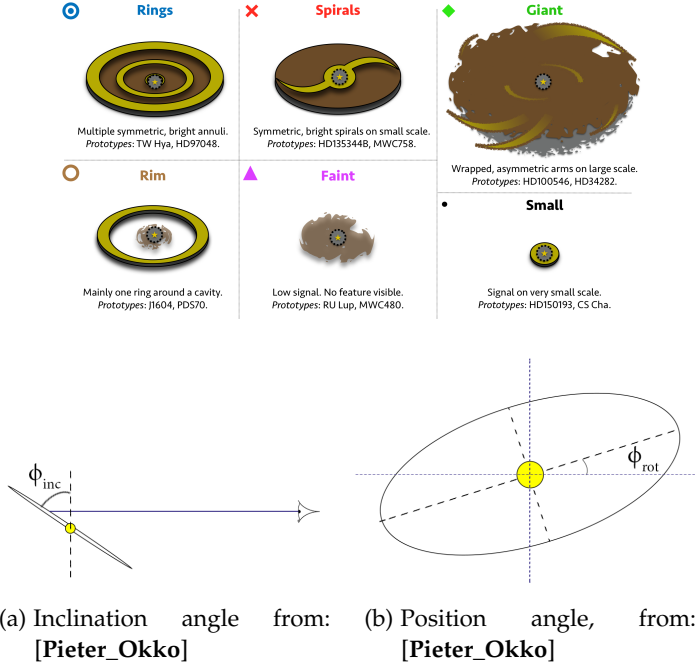 Rings
Multiple symmetric, bright annuli.
Prototypes: TW Hya, HD97048.
Spirals
Symmetric, bright spirals on small scale.
Prototypes: HD135344B, MWC758.
Giant
Wrapped, asymmetric arms on large scale.
Prototypes: HD100546, HD34282.
Rim
Mainly one ring around a cavity.
Prototypes: J1604, PDS70.
Faint
Low signal. No feature visible.
Prototypes: RU Lup, MWC480.
Small
Signal on very small scale.
Prototypes: HD150193, CS Cha.
ϕinc
ϕrot
(a) Inclination angle from:
[Pieter_Okko]
(b) Position angle, from:
[Pieter_Okko]